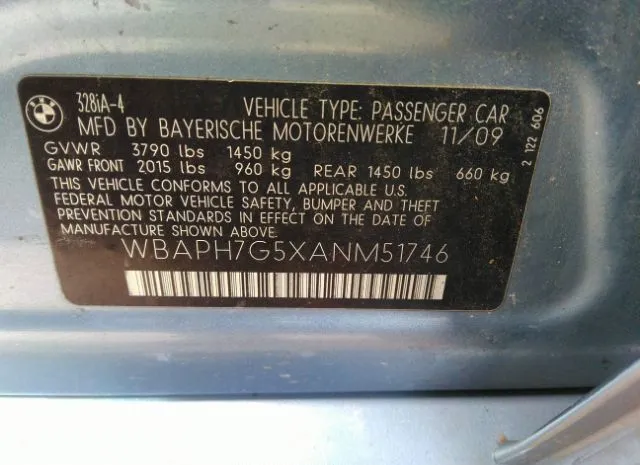 BMW
328iA-4 VEHICLE TYPE: PASSENGER CAR
MFD BY BAYERISCHE MOTORENWERKE 11/09
GVWR 3790 lbs 1450 kg
GAWR FRONT 2015 lbs 960 kg REAR 1450 lbs 660 kg
THIS VEHICLE CONFORMS TO ALL APPLICABLE U.S.
FEDERAL MOTOR VEHICLE SAFETY, BUMPER AND THEFT
PREVENTION STANDARDS IN EFFECT ON THE DATE OF
MANUFACTURE SHOWN ABOVE.
WBAPH7G5XANM51746
2 122 606